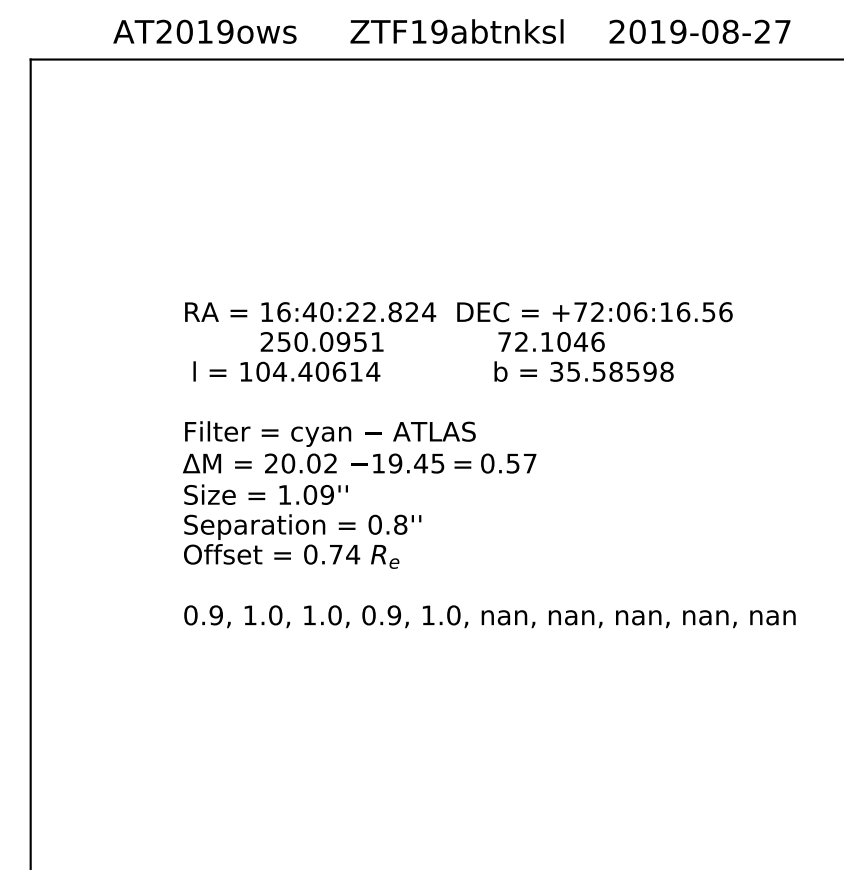 AT2019ows ZTF19abtnksl 2019-08-27
RA = 16:40:22.824 DEC = +72:06:16.56
250.0951 72.1046
l = 104.40614 b = 35.58598
Filter = cyan − ATLAS
ΔM = 20.02 −19.45 = 0.57
Size = 1.09''
Separation = 0.8''
Offset = 0.74 Re
0.9, 1.0, 1.0, 0.9, 1.0, nan, nan, nan, nan, nan